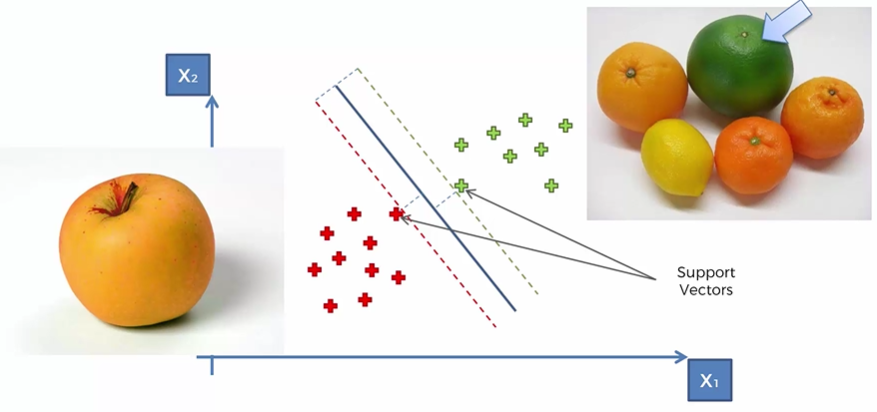 X₂
Support
Vectors
X₁